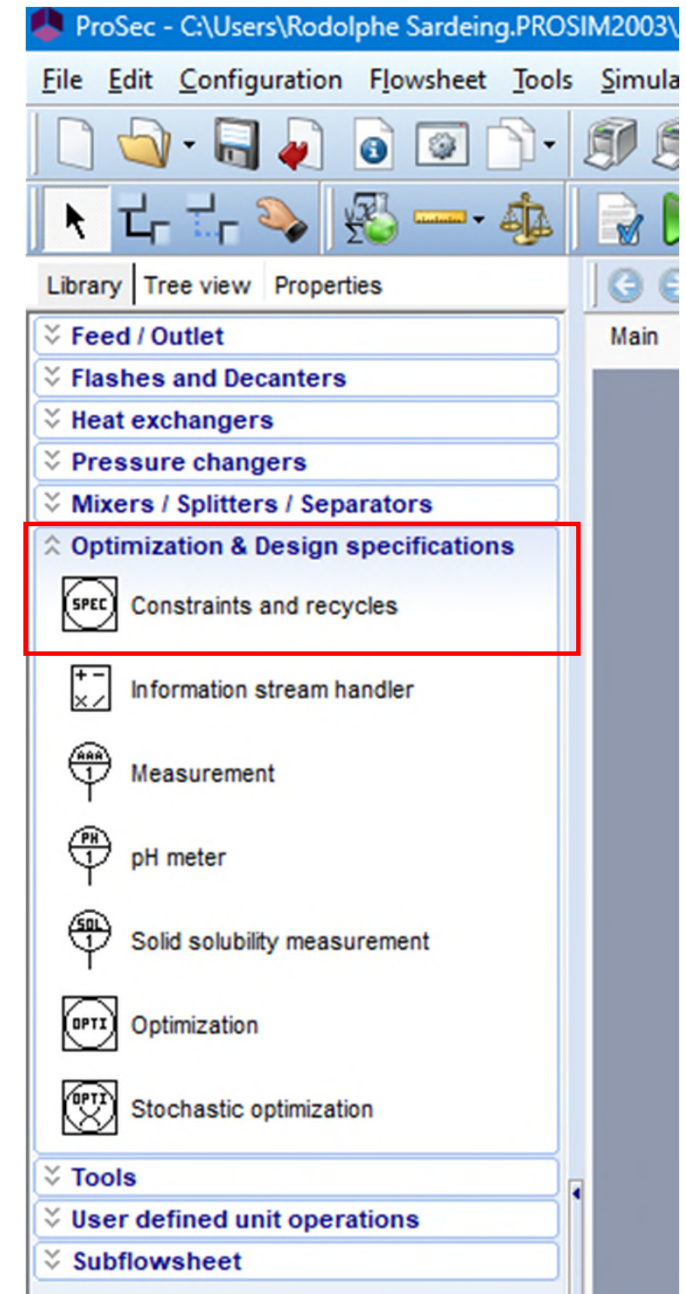 ProSec - C:\Users\Rodolphe Sardeing.PROSIM2003\
File Edit Configuration Flowsheet Tools Simula
Library Tree view Properties
Feed / Outlet
Main
Flashes and Decanters
Heat exchangers
Pressure changers
Mixers / Splitters / Separators
Optimization & Design specifications
SPEC Constraints and recycles
Information stream handler
AAA 1 Measurement
PH 1 pH meter
SOL 1 Solid solubility measurement
OPTI Optimization
OPTI Stochastic optimization
Tools
User defined unit operations
Subflowsheet